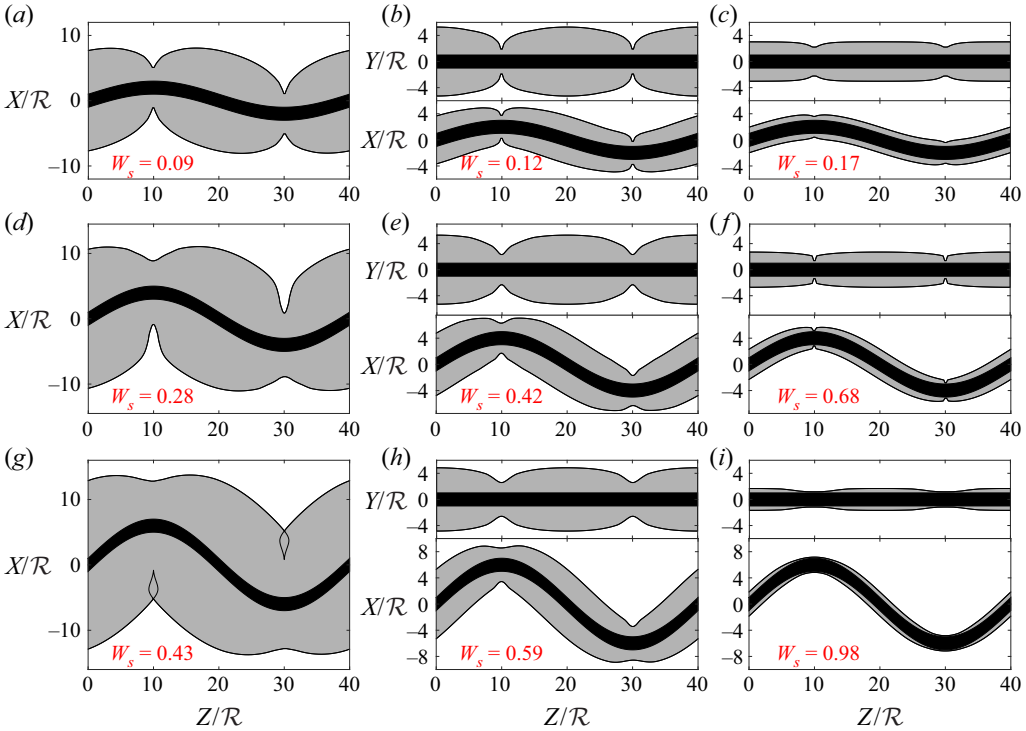 (a)
(b)
(c)
10
0
−10
X/R
W_s = 0.09
0 10 20 30 40
4
0
−4
Y/R
4
0
−4
X/R
W_s = 0.12
0 10 20 30 40
4
0
−4
4
0
−4
W_s = 0.17
0 10 20 30 40
(d)
(e)
(f)
10
0
−10
X/R
W_s = 0.28
0 10 20 30 40
4
0
−4
Y/R
4
0
−4
X/R
W_s = 0.42
0 10 20 30 40
4
0
−4
4
0
−4
W_s = 0.68
0 10 20 30 40
(g)
(h)
(i)
10
0
−10
X/R
W_s = 0.43
0 10 20 30 40
Z/R
4
0
−4
Y/R
8
4
0
−4
−8
X/R
W_s = 0.59
0 10 20 30 40
Z/R
4
0
−4
8
4
0
−4
−8
W_s = 0.98
0 10 20 30 40
Z/R